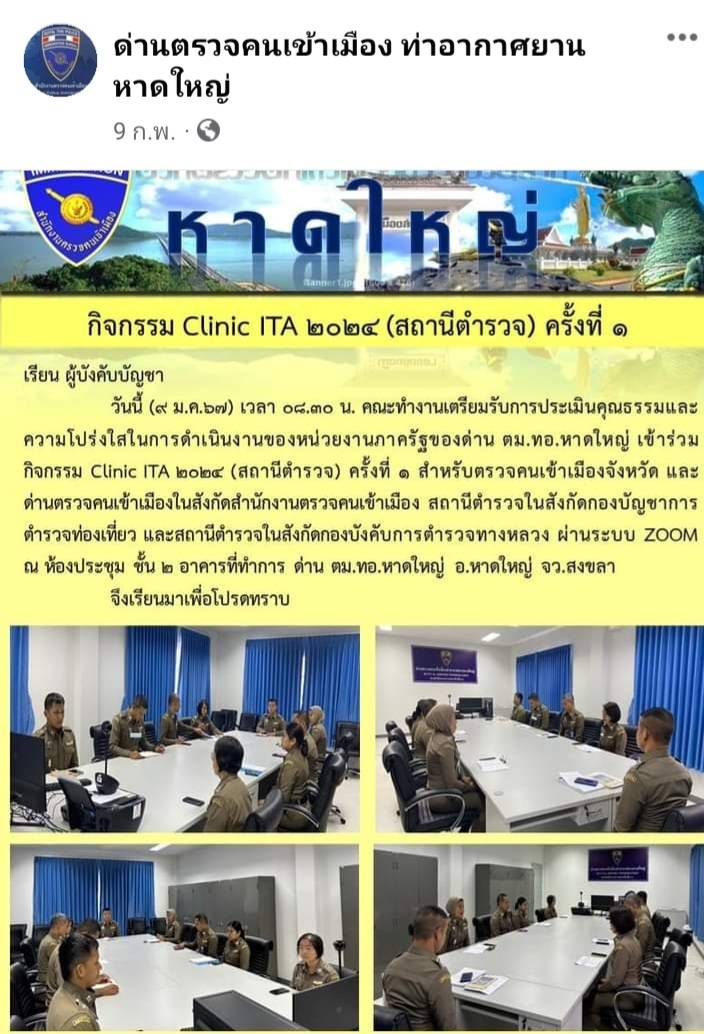 ด่านตรวจคนเข้าเมือง ท่าอากาศยาน
หาดใหญ่
9 ก.พ.
สำนักงานตรวจคนเข้าเมือง
หาดใหญ่
กิจกรรม Clinic ITA ๒๐๒๔ (สถานีตำรวจ) ครั้งที่ ๑
เรียน ผู้บังคับบัญชา
วันนี้ (๙ ม.ค.๖๗) เวลา ๐๘.๓๐ น. คณะทำงานเตรียมรับการประเมินคุณธรรมและ
ความโปร่งใสในการดำเนินงานของหน่วยงานภาครัฐของด่าน ตม.ทอ.หาดใหญ่ เข้าร่วม
กิจกรรม Clinic ITA ๒๐๒๔ (สถานีตำรวจ) ครั้งที่ ๑ สำหรับตรวจคนเข้าเมืองจังหวัด และ
ด่านตรวจคนเข้าเมืองในสังกัดสำนักงานตรวจคนเข้าเมือง สถานีตำรวจในสังกัดกองบัญชาการ
ตำรวจท่องเที่ยว และสถานีตำรวจในสังกัดกองบังคับการตำรวจทางหลวง ผ่านระบบ ZOOM
ณ ห้องประชุม ชั้น ๒ อาคารที่ทำการ ด่าน ตม.ทอ.หาดใหญ่ อ.หาดใหญ่ จว.สงขลา
จึงเรียนมาเพื่อโปรดทราบ